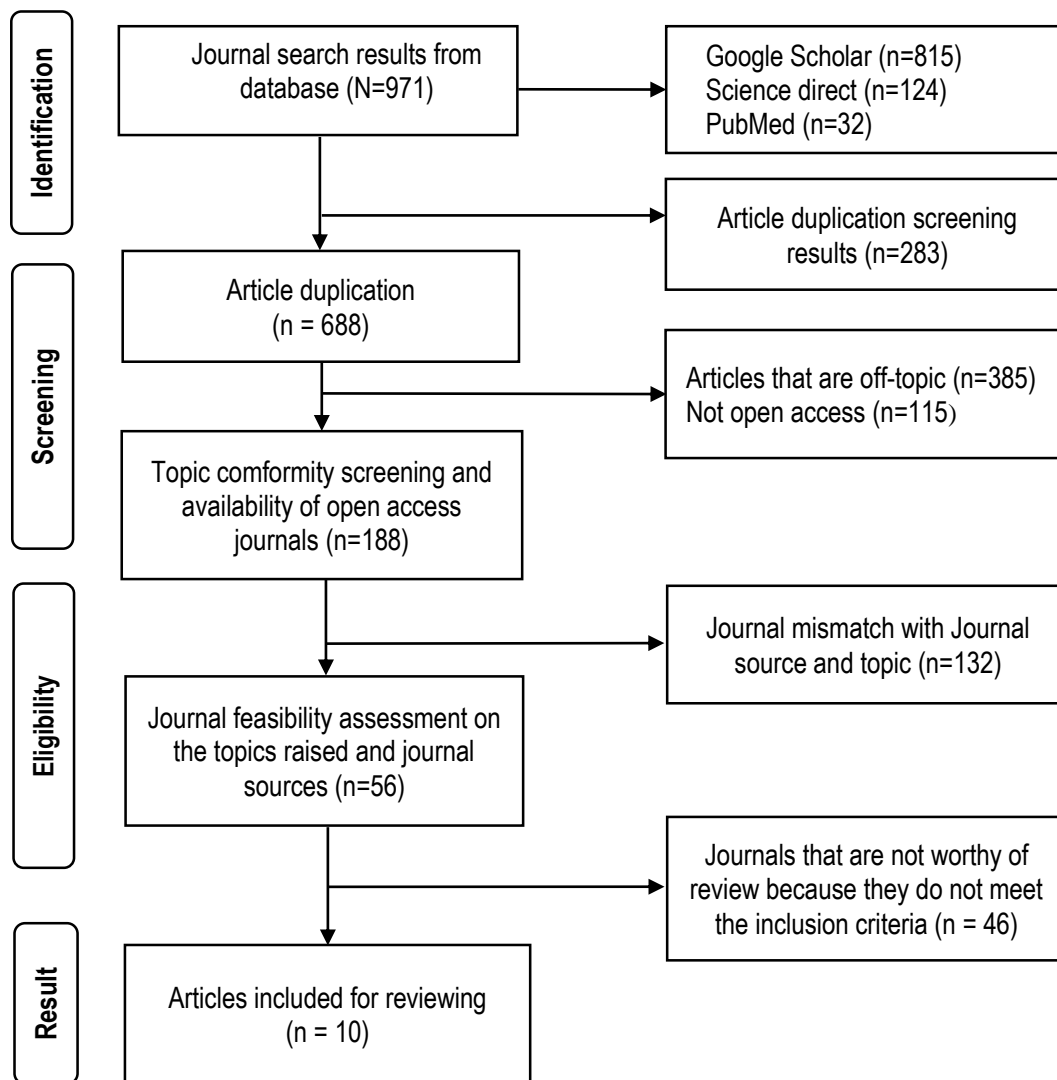 Identification
Journal search results from
database (N=971)
Google Scholar (n=815)
Science direct (n=124)
PubMed (n=32)
Article duplication screening
results (n=283)
Screening
Article duplication
(n = 688)
Articles that are off-topic (n=385)
Not open access (n=115)
Topic comformity screening and
availability of open access
journals (n=188)
Eligibility
Journal mismatch with Journal
source and topic (n=132)
Journal feasibility assessment on
the topics raised and journal
sources (n=56)
Journals that are not worthy of
review because they do not meet
the inclusion criteria (n = 46)
Result
Articles included for reviewing
(n = 10)